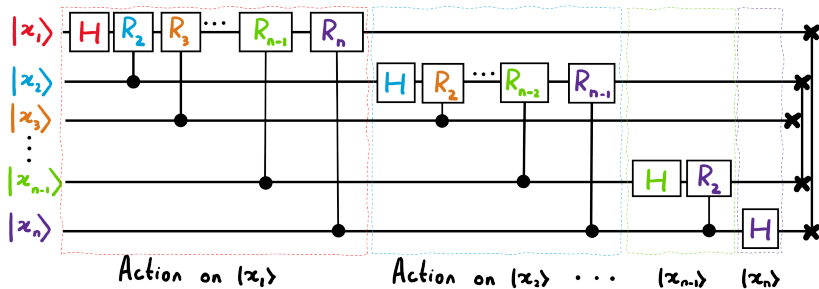 |x₁⟩ H R₂ R₃ ... Rₙ₋₁ Rₙ
|x₂⟩ H R₂ ... Rₙ₋₂ Rₙ₋₁
|x₃⟩
⋮
|xₙ₋₁⟩ H R₂
|xₙ⟩ H
Action on |x₁⟩ Action on |x₂⟩ ... |xₙ₋₁⟩ |xₙ⟩